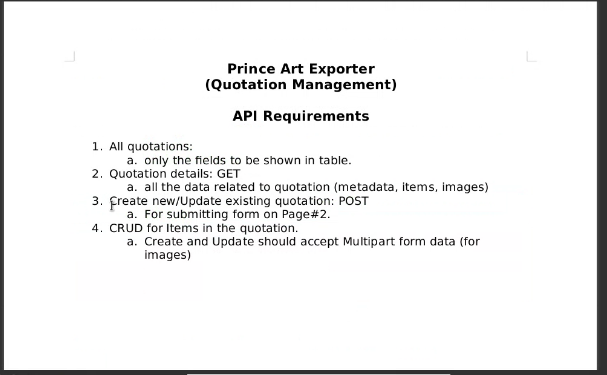 Prince Art Exporter
(Quotation Management)
API Requirements
1. All quotations:
a. only the fields to be shown in table.
2. Quotation details: GET
a. all the data related to quotation (metadata, items, images)
3. Create new/Update existing quotation: POST
a. For submitting form on Page#2.
4. CRUD for Items in the quotation.
a. Create and Update should accept Multipart form data (for
images)